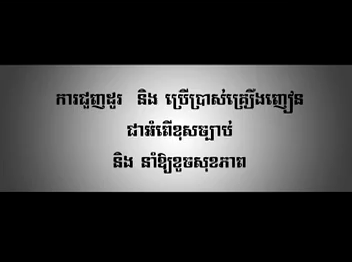 ការជួញដូរ និង ប្រើប្រាស់គ្រឿងញៀន
ជាអំពើខុសច្បាប់
និង នាំឱ្យខូចសុខភាព